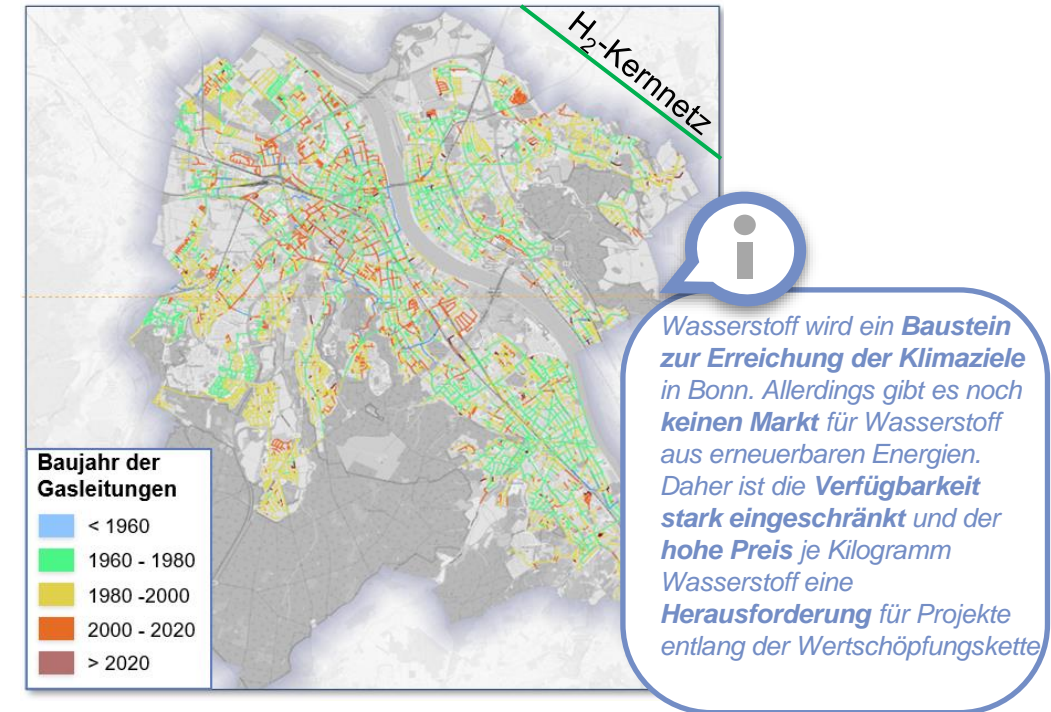 H₂-Kernnetz
i
Wasserstoff wird ein Baustein
zur Erreichung der Klimaziele
in Bonn. Allerdings gibt es noch
keinen Markt für Wasserstoff
aus erneuerbaren Energien.
Daher ist die Verfügbarkeit
stark eingeschränkt und der
hohe Preis je Kilogramm
Wasserstoff eine
Herausforderung für Projekte
entlang der Wertschöpfungskette
Baujahr der
Gasleitungen
< 1960
1960 - 1980
1980 -2000
2000 - 2020
> 2020